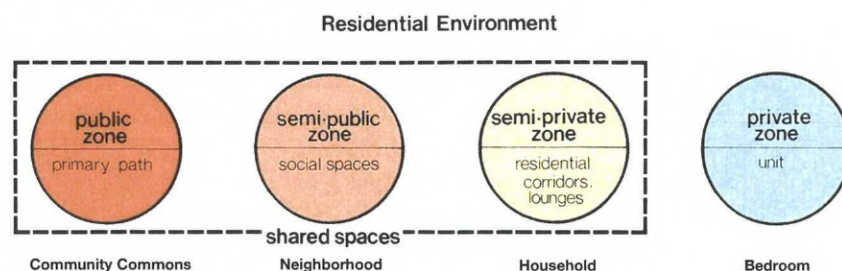 Residential Environment
public
zone
primary path
semi·public
zone
social spaces
semi·private
zone
residential
corridors.
lounges
private
zone
unit
shared spaces
Community Commons
Neighborhood
Household
Bedroom